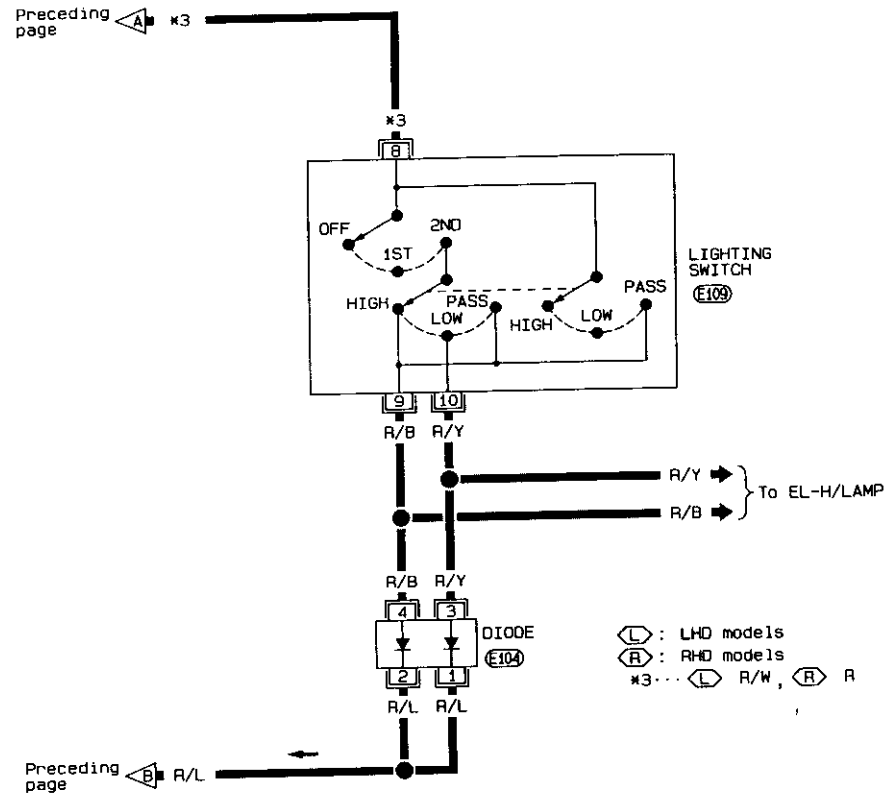 Preceding
page
A
*3
*3
8
OFF
2ND
1ST
HIGH
PASS
LOW
HIGH
LOW
PASS
LIGHTING
SWITCH
E109
9
10
R/B
R/Y
R/Y
R/B
To EL-H/LAMP
R/B
R/Y
4
3
DIODE
E104
2
1
R/L
R/L
L : LHD models
R : RHD models
*3··· L R/W, R R
Preceding
page
B
R/L